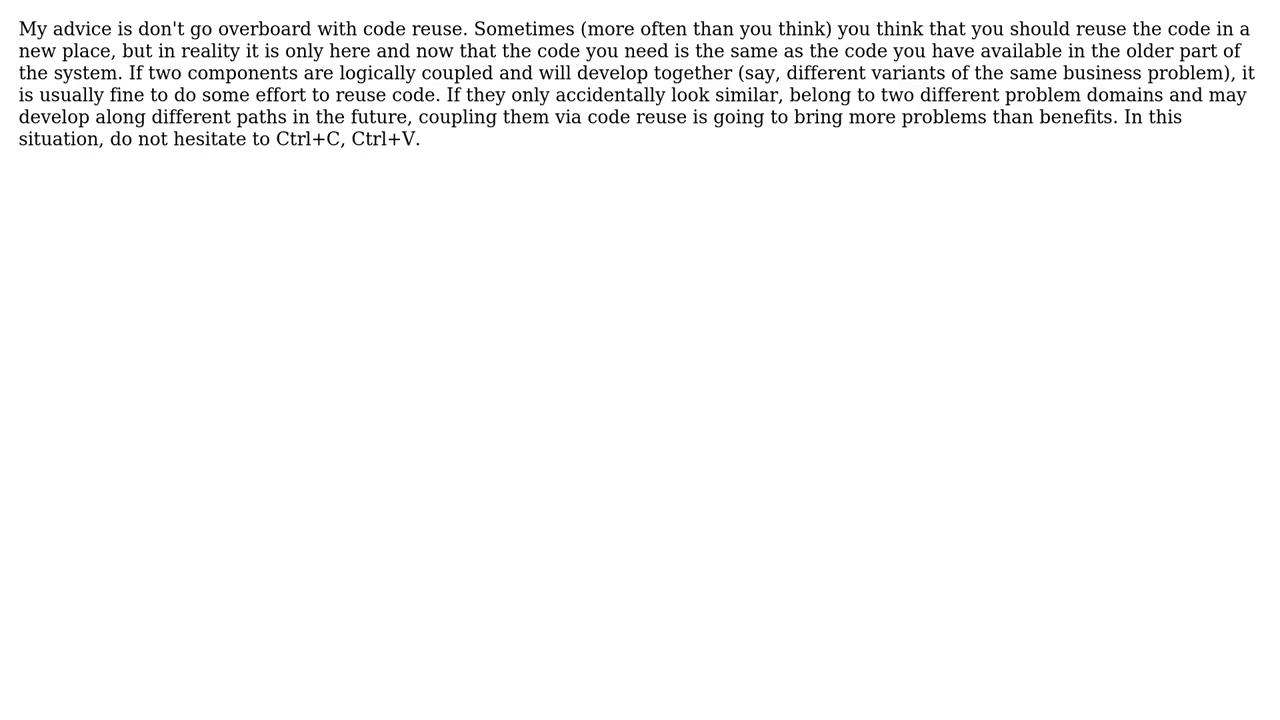 My advice is don't go overboard with code reuse. Sometimes (more often than you think) you think that you should reuse the code in a
new place, but in reality it is only here and now that the code you need is the same as the code you have available in the older part of
the system. If two components are logically coupled and will develop together (say, different variants of the same business problem), it
is usually fine to do some effort to reuse code. If they only accidentally look similar, belong to two different problem domains and may
develop along different paths in the future, coupling them via code reuse is going to bring more problems than benefits. In this
situation, do not hesitate to Ctrl+C, Ctrl+V.